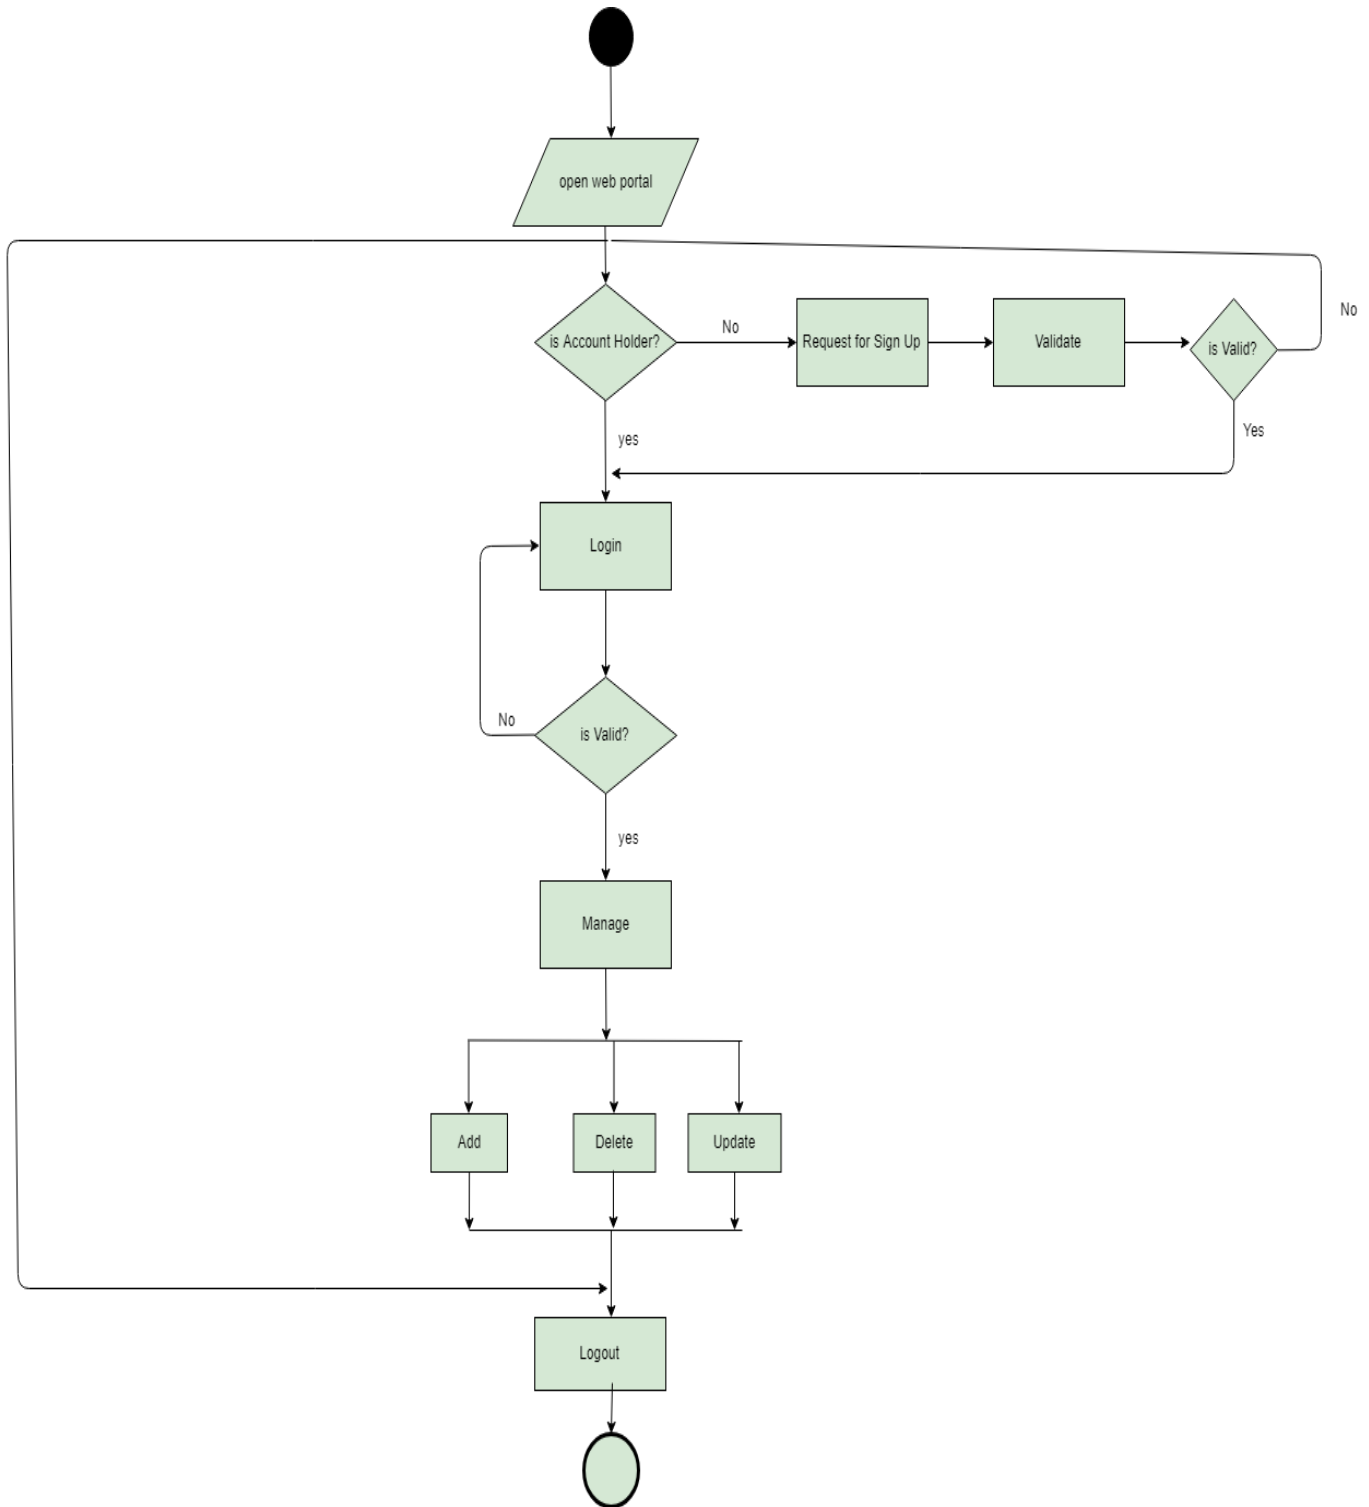 open web portal
is Account Holder?
No
Request for Sign Up
Validate
is Valid?
No
yes
Yes
Login
No
is Valid?
yes
Manage
Add
Delete
Update
Logout